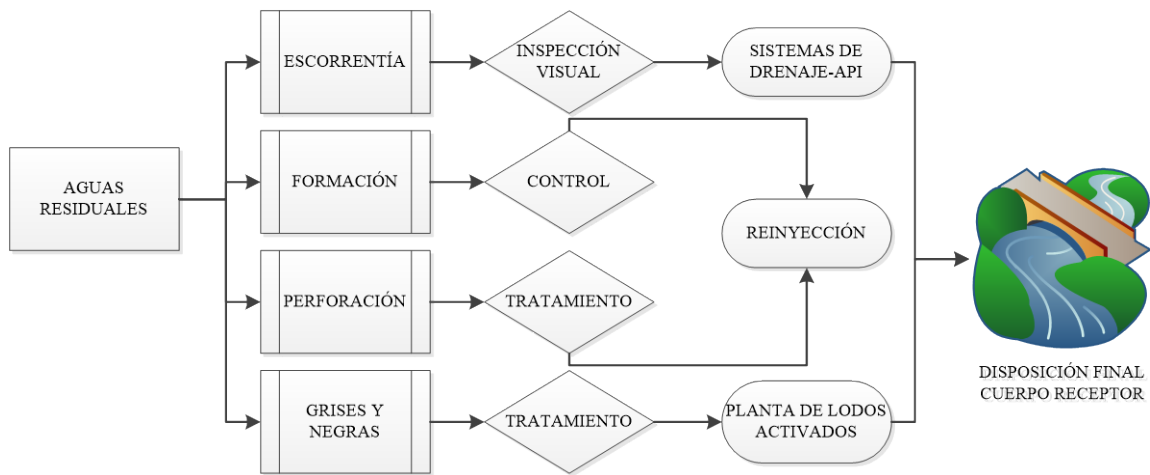 AGUAS
RESIDUALES
ESCORRENTÍA
INSPECCIÓN
VISUAL
SISTEMAS DE
DRENAJE-API
FORMACIÓN
CONTROL
REINYECCIÓN
PERFORACIÓN
TRATAMIENTO
GRISES Y
NEGRAS
TRATAMIENTO
PLANTA DE LODOS
ACTIVADOS
DISPOSICIÓN FINAL
CUERPO RECEPTOR